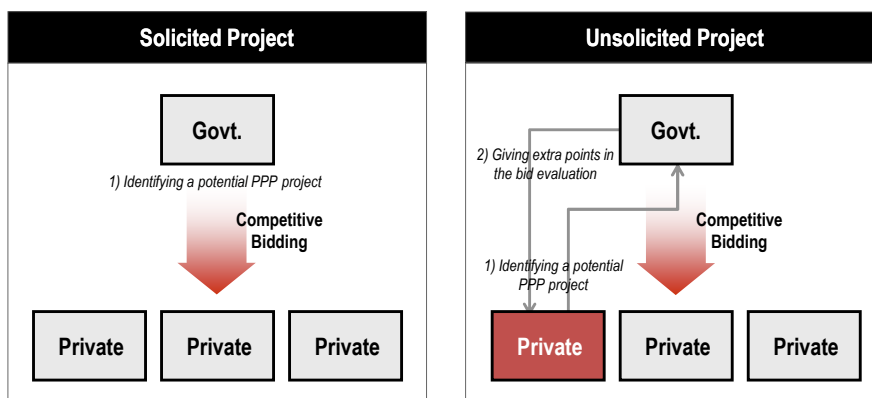 Solicited Project
Govt.
1) Identifying a potential PPP project
Competitive
Bidding
Private
Private
Private
Unsolicited Project
Govt.
2) Giving extra points in
the bid evaluation
Competitive
Bidding
1) Identifying a potential
PPP project
Private
Private
Private